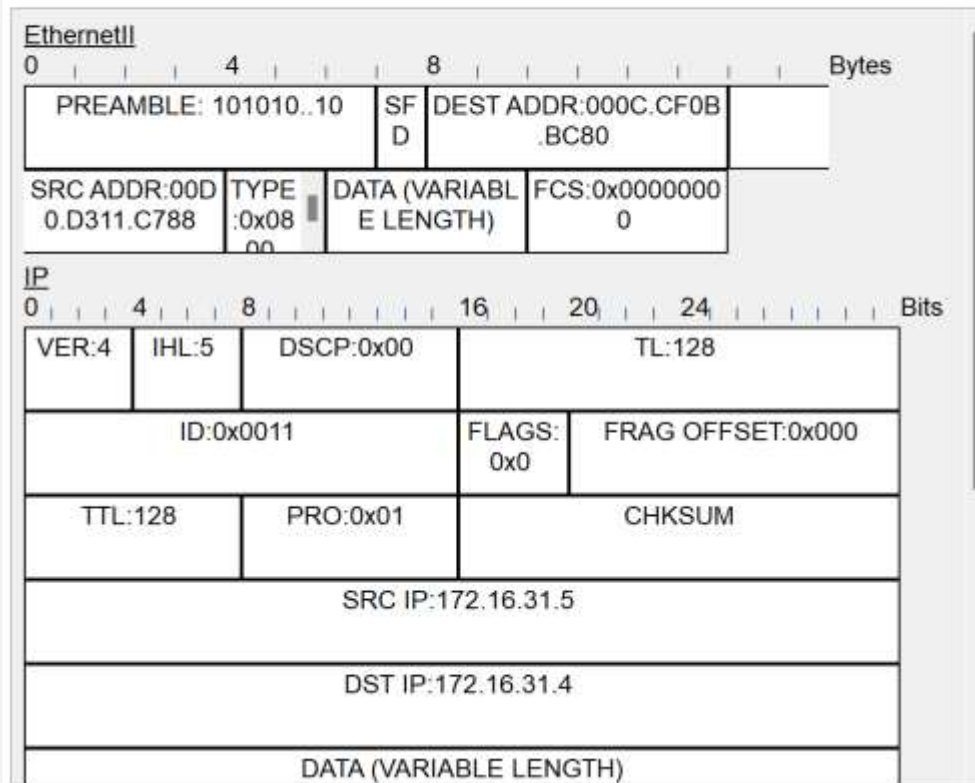 EthernetII
0 4 8 Bytes
PREAMBLE: 101010..10
SF
D
DEST ADDR:000C.CF0B
.BC80
SRC ADDR:00D
0.D311.C788
TYPE
:0x08
00
DATA (VARIABL
E LENGTH)
FCS:0x0000000
0
IP
0 4 8 16 20 24 Bits
VER:4 IHL:5 DSCP:0x00 TL:128
ID:0x0011
FLAGS:
0x0
FRAG OFFSET:0x000
TTL:128 PRO:0x01 CHKSUM
SRC IP:172.16.31.5
DST IP:172.16.31.4
DATA (VARIABLE LENGTH)